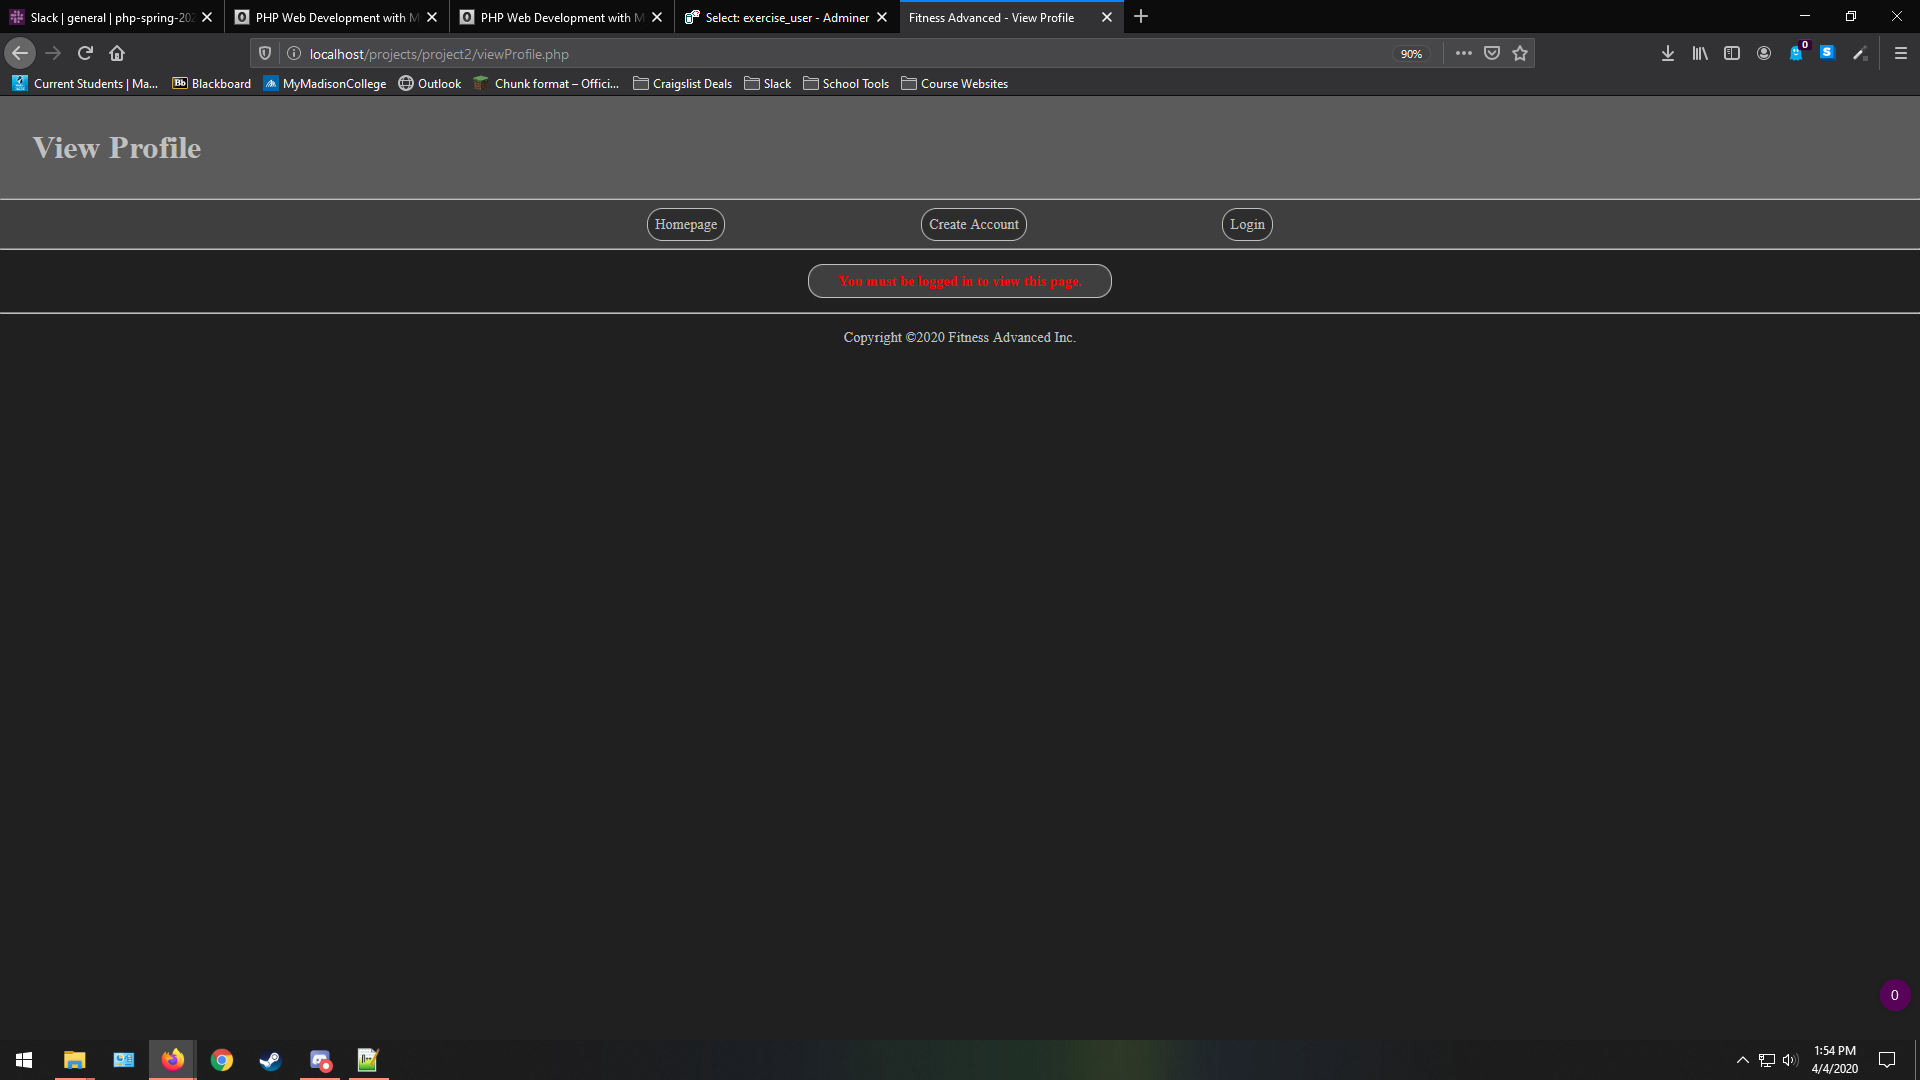 Slack | general | php-spring-202
PHP Web Development with M
PHP Web Development with M
Select: exercise_user - Adminer
Fitness Advanced - View Profile
localhost/projects/project2/viewProfile.php
90%
0
S
Current Students | Ma...
Bb Blackboard
MyMadisonCollege
Outlook
Chunk format – Offici...
Craigslist Deals
Slack
School Tools
Course Websites
View Profile
Homepage
Create Account
Login
You must be logged in to view this page.
Copyright ©2020 Fitness Advanced Inc.
0
1:54 PM
4/4/2020